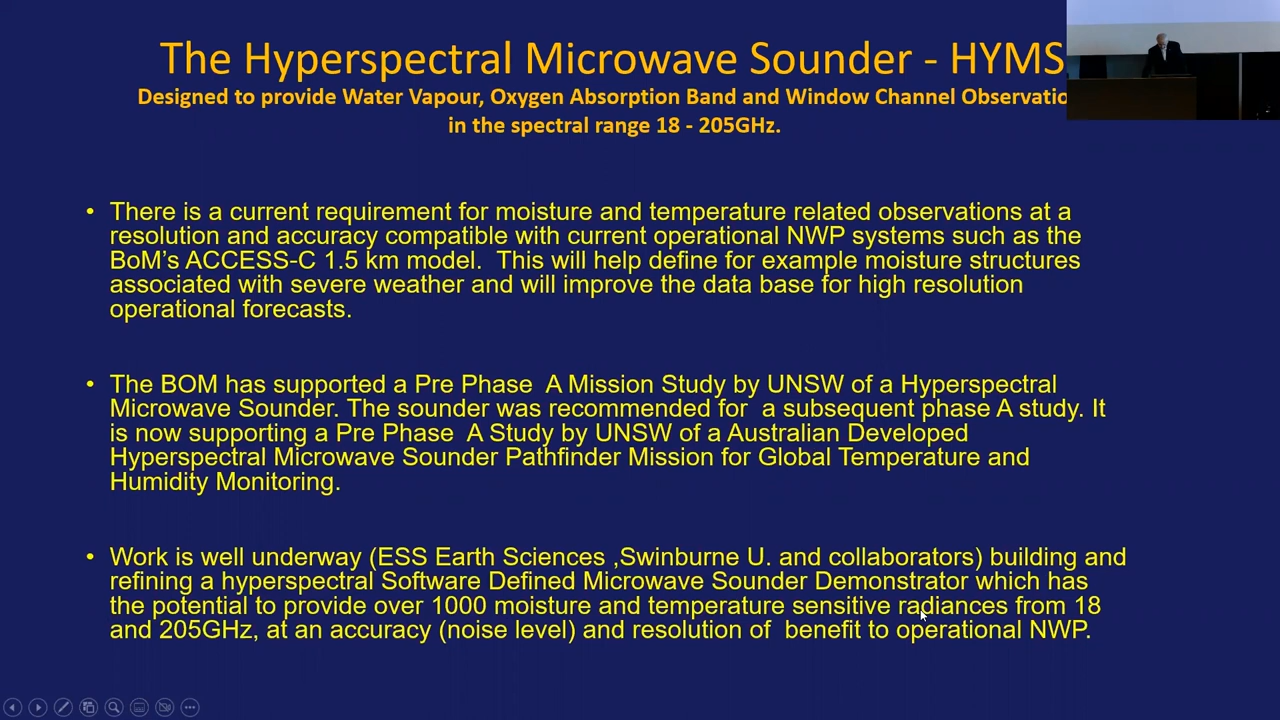 The Hyperspectral Microwave Sounder - HYMS
Designed to provide Water Vapour, Oxygen Absorption Band and Window Channel Observatio
in the spectral range 18 - 205GHz.
• There is a current requirement for moisture and temperature related observations at a
resolution and accuracy compatible with current operational NWP systems such as the
BoM’s ACCESS-C 1.5 km model.  This will help define for example moisture structures
associated with severe weather and will improve the data base for high resolution
operational forecasts.
• The BOM has supported a Pre Phase  A Mission Study by UNSW of a Hyperspectral
Microwave Sounder. The sounder was recommended for  a subsequent phase A study. It
is now supporting a Pre Phase  A Study by UNSW of a Australian Developed
Hyperspectral Microwave Sounder Pathfinder Mission for Global Temperature and
Humidity Monitoring.
• Work is well underway (ESS Earth Sciences ,Swinburne U. and collaborators) building and
refining a hyperspectral Software Defined Microwave Sounder Demonstrator which has
the potential to provide over 1000 moisture and temperature sensitive radiances from 18
and 205GHz, at an accuracy (noise level) and resolution of  benefit to operational NWP.